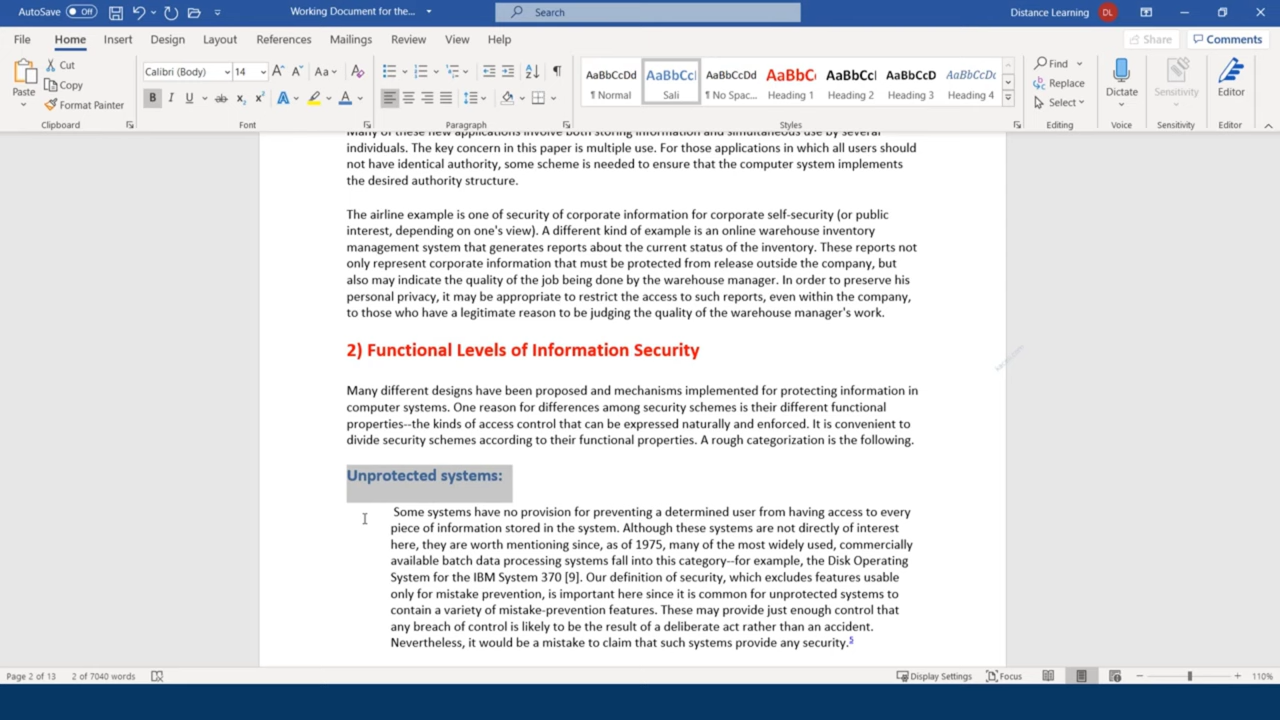 AutoSave Off Working Document for the... Search Distance Learning DL
File Home Insert Design Layout References Mailings Review View Help Share Comments
Paste Cut Copy Format Painter
Calibri (Body) 14
AaBbCcDd AaBbCcl AaBbCcDd AaBbC AaBbCcl AaBbCcD AaBbCcDc
¶ Normal Sali ¶ No Spac... Heading 1 Heading 2 Heading 3 Heading 4
Find Replace Select Dictate Sensitivity Editor
Clipboard Font Paragraph Styles Editing Voice Sensitivity Editor
Many of these new applications involve both storing information and simultaneous use by several
individuals. The key concern in this paper is multiple use. For those applications in which all users should
not have identical authority, some scheme is needed to ensure that the computer system implements
the desired authority structure.
The airline example is one of security of corporate information for corporate self-security (or public
interest, depending on one's view). A different kind of example is an online warehouse inventory
management system that generates reports about the current status of the inventory. These reports not
only represent corporate information that must be protected from release outside the company, but
also may indicate the quality of the job being done by the warehouse manager. In order to preserve his
personal privacy, it may be appropriate to restrict the access to such reports, even within the company,
to those who have a legitimate reason to be judging the quality of the warehouse manager's work.
2) Functional Levels of Information Security
Many different designs have been proposed and mechanisms implemented for protecting information in
computer systems. One reason for differences among security schemes is their different functional
properties--the kinds of access control that can be expressed naturally and enforced. It is convenient to
divide security schemes according to their functional properties. A rough categorization is the following.
Unprotected systems:
Some systems have no provision for preventing a determined user from having access to every
piece of information stored in the system. Although these systems are not directly of interest
here, they are worth mentioning since, as of 1975, many of the most widely used, commercially
available batch data processing systems fall into this category--for example, the Disk Operating
System for the IBM System 370 [9]. Our definition of security, which excludes features usable
only for mistake prevention, is important here since it is common for unprotected systems to
contain a variety of mistake-prevention features. These may provide just enough control that
any breach of control is likely to be the result of a deliberate act rather than an accident.
Nevertheless, it would be a mistake to claim that such systems provide any security.5
Page 2 of 13 2 of 7040 words Display Settings Focus 110%